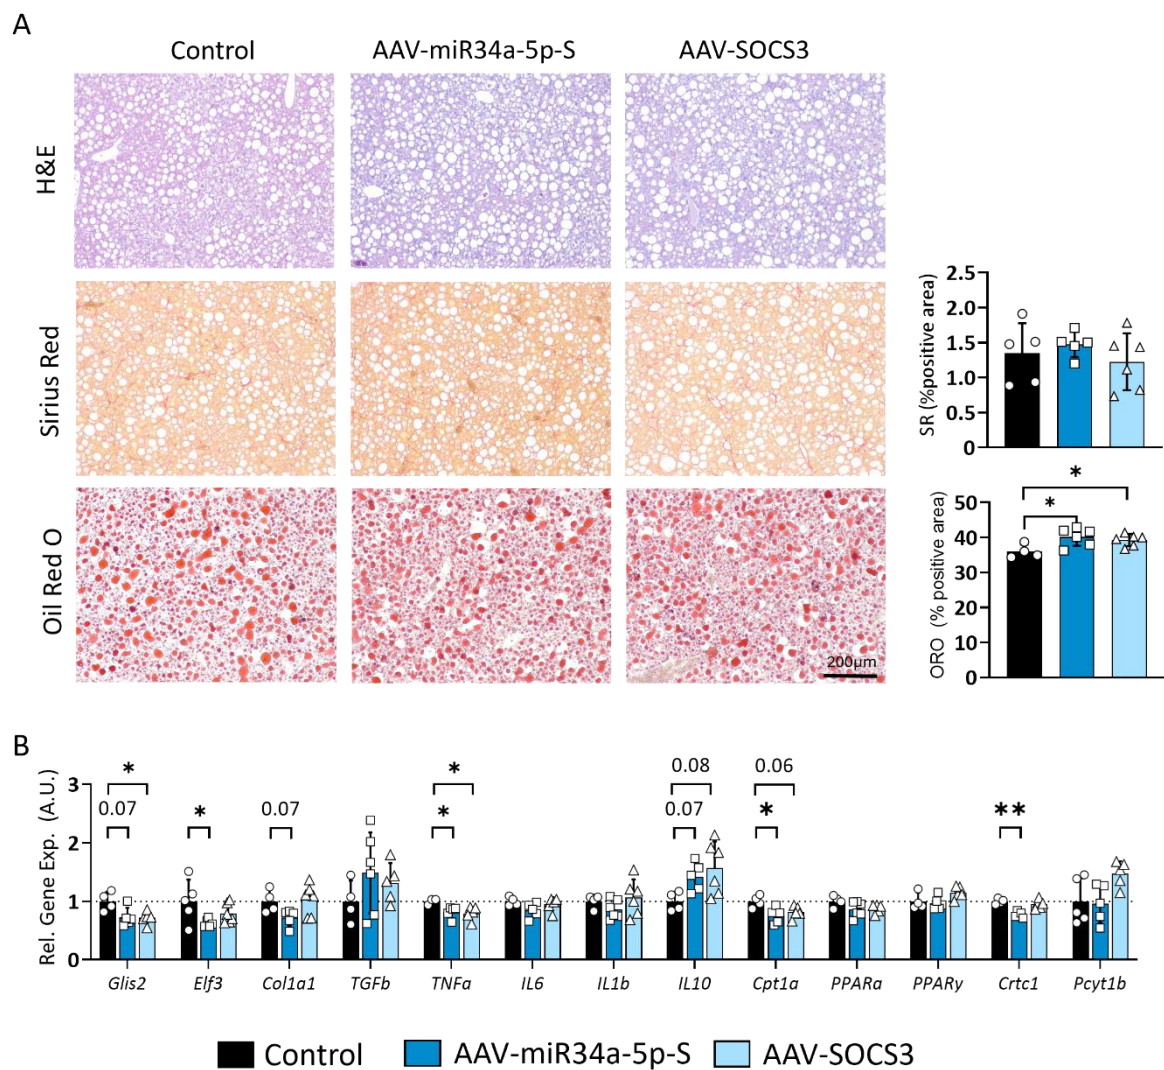 A
Control
AAV-miR34a-5p-S
AAV-SOCS3
H&E
Sirius Red
Oil Red O
200µm
SR (%positive area)
2.5
2.0
1.5
1.0
0.5
0
*
*
ORO (% positive area)
50
40
30
20
10
0
B
Rel. Gene Exp. (A.U.)
3
2
1
0
*
0.07
*
0.07
*
*
0.08
0.07
0.06
*
**
Glis2
Elf3
Col1a1
TGFb
TNFa
IL6
IL1b
IL10
Cpt1a
PPARa
PPARy
Crtc1
Pcyt1b
Control
AAV-miR34a-5p-S
AAV-SOCS3